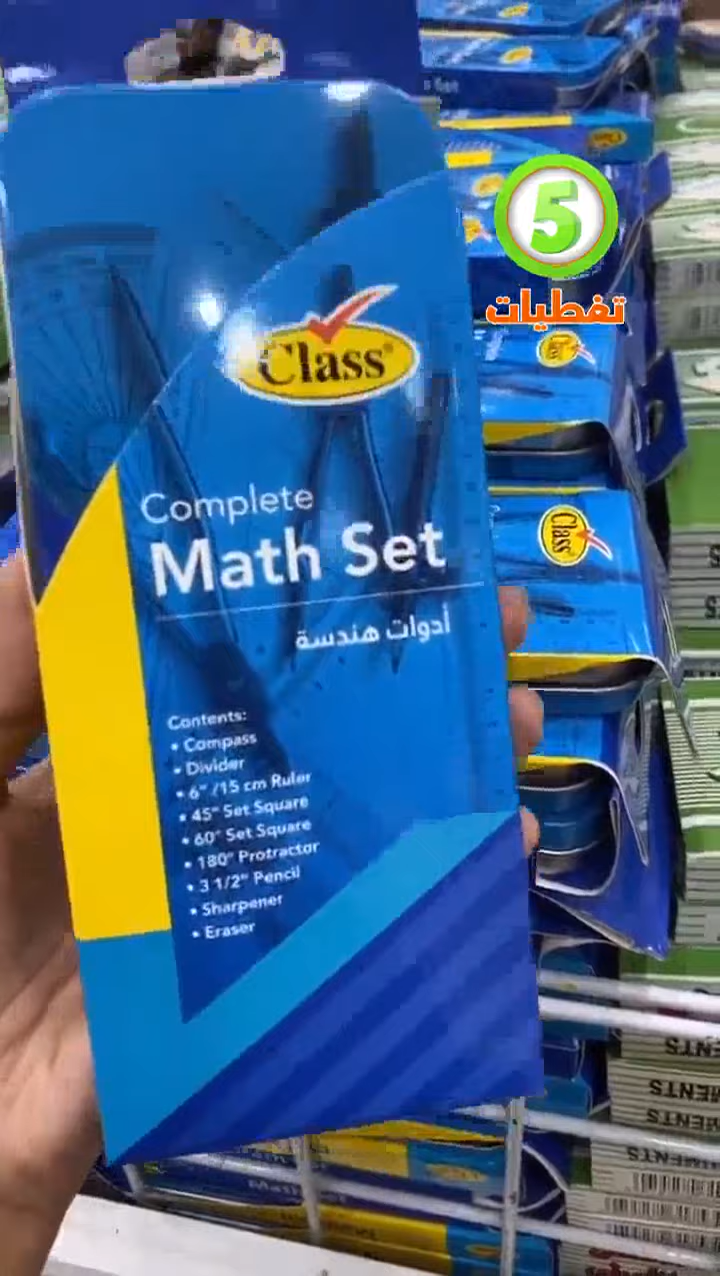 5
تغطيات
Class
Complete
Math Set
أدوات هندسة
Contents:
• Compass
• Divider
• 6" /15 cm Ruler
• 45° Set Square
• 60° Set Square
• 180° Protractor
• 3 1/2" Pencil
• Sharpener
• Eraser
Class
Class